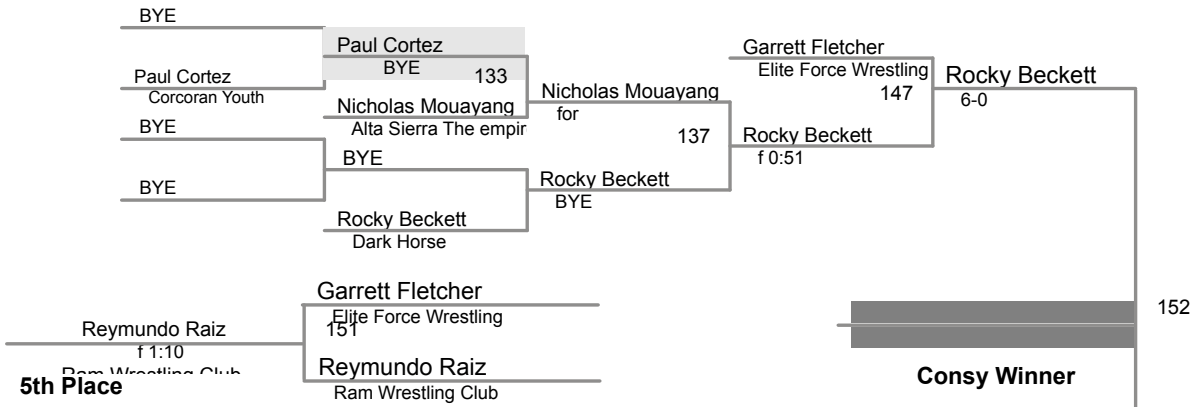 BYE
Paul Cortez
Corcoran Youth
BYE
BYE
Paul Cortez
BYE
133
Nicholas Mouayang
Alta Sierra The empir
BYE
Rocky Beckett
Dark Horse
Nicholas Mouayang
for
137
Rocky Beckett
BYE
Garrett Fletcher
Elite Force Wrestling
147
Rocky Beckett
f 0:51
Rocky Beckett
6-0
152
Garrett Fletcher
Elite Force Wrestling
151
Reymundo Raiz
f 1:10
Ram Wrestling Club
5th Place
Reymundo Raiz
Ram Wrestling Club
Consy Winner